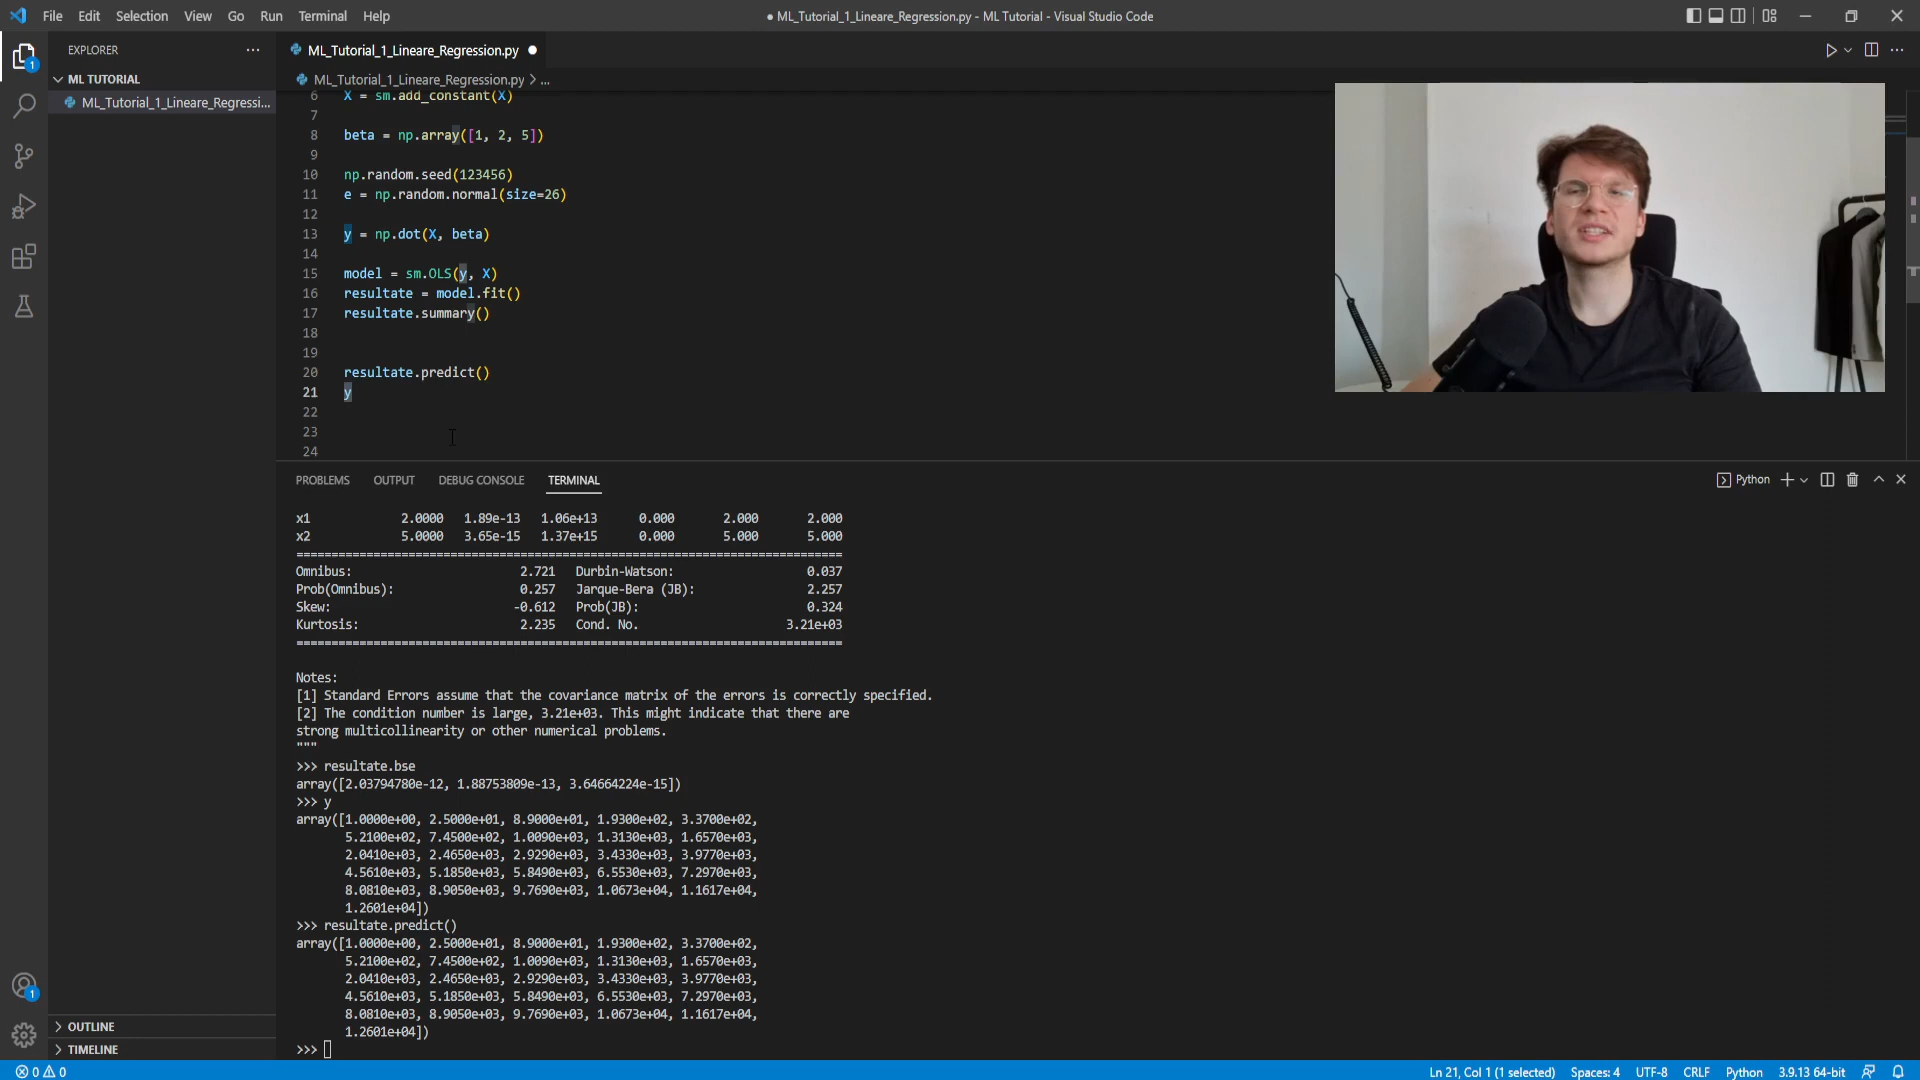 File Edit Selection View Go Run Terminal Help
● ML_Tutorial_1_Lineare_Regression.py - ML Tutorial - Visual Studio Code
EXPLORER
ML TUTORIAL
ML_Tutorial_1_Lineare_Regressi...
OUTLINE
TIMELINE
ML_Tutorial_1_Lineare_Regression.py
ML_Tutorial_1_Lineare_Regression.py > ...
6 X = sm.add_constant(X)
7
8 beta = np.array([1, 2, 5])
9
10 np.random.seed(123456)
11 e = np.random.normal(size=26)
12
13 y = np.dot(X, beta)
14
15 model = sm.OLS(y, X)
16 resultate = model.fit()
17 resultate.summary()
18
19
20 resultate.predict()
21 y
22
23
24
PROBLEMS OUTPUT DEBUG CONSOLE TERMINAL
Python
x1 2.0000 1.89e-13 1.06e+13 0.000 2.000 2.000
x2 5.0000 3.65e-15 1.37e+15 0.000 5.000 5.000
==============================================================================
Omnibus: 2.721 Durbin-Watson: 0.037
Prob(Omnibus): 0.257 Jarque-Bera (JB): 2.257
Skew: -0.612 Prob(JB): 0.324
Kurtosis: 2.235 Cond. No. 3.21e+03
==============================================================================
Notes:
[1] Standard Errors assume that the covariance matrix of the errors is correctly specified.
[2] The condition number is large, 3.21e+03. This might indicate that there are
strong multicollinearity or other numerical problems.
"""
>>> resultate.bse
array([2.03794780e-12, 1.88753809e-13, 3.64664224e-15])
>>> y
array([1.0000e+00, 2.5000e+01, 8.9000e+01, 1.9300e+02, 3.3700e+02,
5.2100e+02, 7.4500e+02, 1.0090e+03, 1.3130e+03, 1.6570e+03,
2.0410e+03, 2.4650e+03, 2.9290e+03, 3.4330e+03, 3.9770e+03,
4.5610e+03, 5.1850e+03, 5.8490e+03, 6.5530e+03, 7.2970e+03,
8.0810e+03, 8.9050e+03, 9.7690e+03, 1.0673e+04, 1.1617e+04,
1.2601e+04])
>>> resultate.predict()
array([1.0000e+00, 2.5000e+01, 8.9000e+01, 1.9300e+02, 3.3700e+02,
5.2100e+02, 7.4500e+02, 1.0090e+03, 1.3130e+03, 1.6570e+03,
2.0410e+03, 2.4650e+03, 2.9290e+03, 3.4330e+03, 3.9770e+03,
4.5610e+03, 5.1850e+03, 5.8490e+03, 6.5530e+03, 7.2970e+03,
8.0810e+03, 8.9050e+03, 9.7690e+03, 1.0673e+04, 1.1617e+04,
1.2601e+04])
>>>
1
1
0 0
Ln 21, Col 1 (1 selected) Spaces: 4 UTF-8 CRLF Python 3.9.13 64-bit